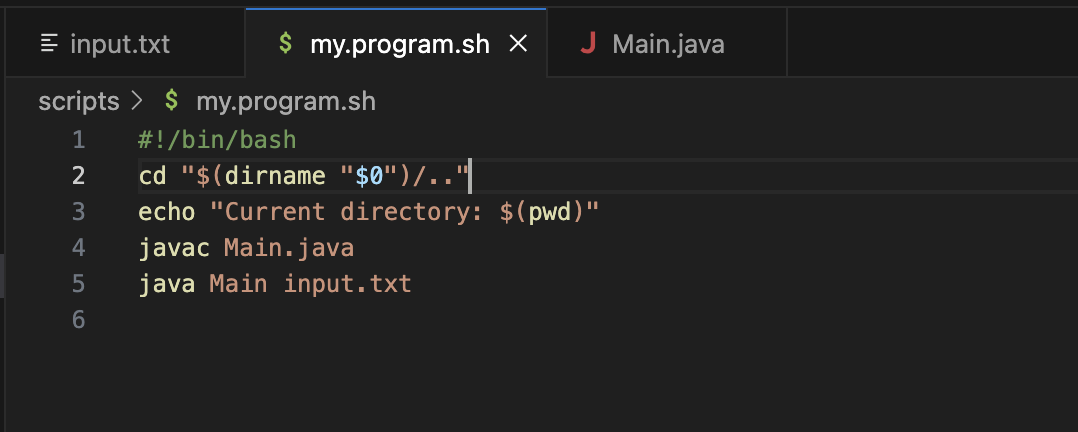 input.txt $ my.program.sh × J Main.java
scripts > $ my.program.sh
1 #!/bin/bash
2 cd "$(dirname "$0")/.."
3 echo "Current directory: $(pwd)"
4 javac Main.java
5 java Main input.txt
6